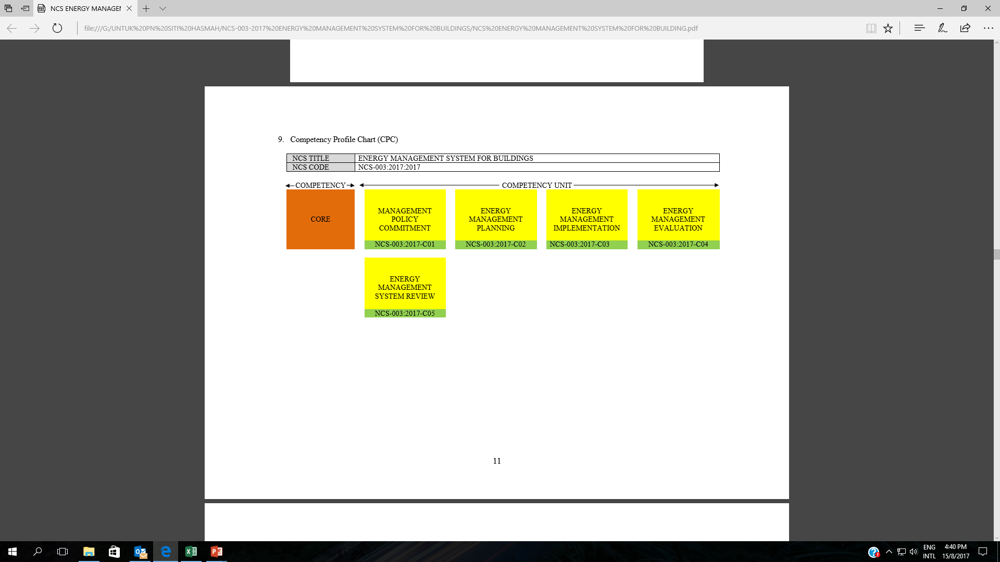 NCS ENERGY MANAGE
file:///G:/UNTUK%20PN%20SITI%20HASMAH/NCS-003-2017%20ENERGY%20MANAGEMENT%20SYSTEM%20FOR%20BUILDINGS/NCS%20ENERGY%20MANAGEMENT%20SYSTEM%20FOR%20BUILDING.pdf
9. Competency Profile Chart (CPC)
NCS TITLE ENERGY MANAGEMENT SYSTEM FOR BUILDINGS
NCS CODE NCS-003:2017:2017
COMPETENCY COMPETENCY UNIT
CORE
MANAGEMENT
POLICY
COMMITMENT
NCS-003:2017-C01
ENERGY
MANAGEMENT
PLANNING
NCS-003:2017-C02
ENERGY
MANAGEMENT
IMPLEMENTATION
NCS-003:2017-C03
ENERGY
MANAGEMENT
EVALUATION
NCS-003:2017-C04
ENERGY
MANAGEMENT
SYSTEM REVIEW
NCS-003:2017-C05
11
ENG
INTL
4:40 PM
15/8/2017